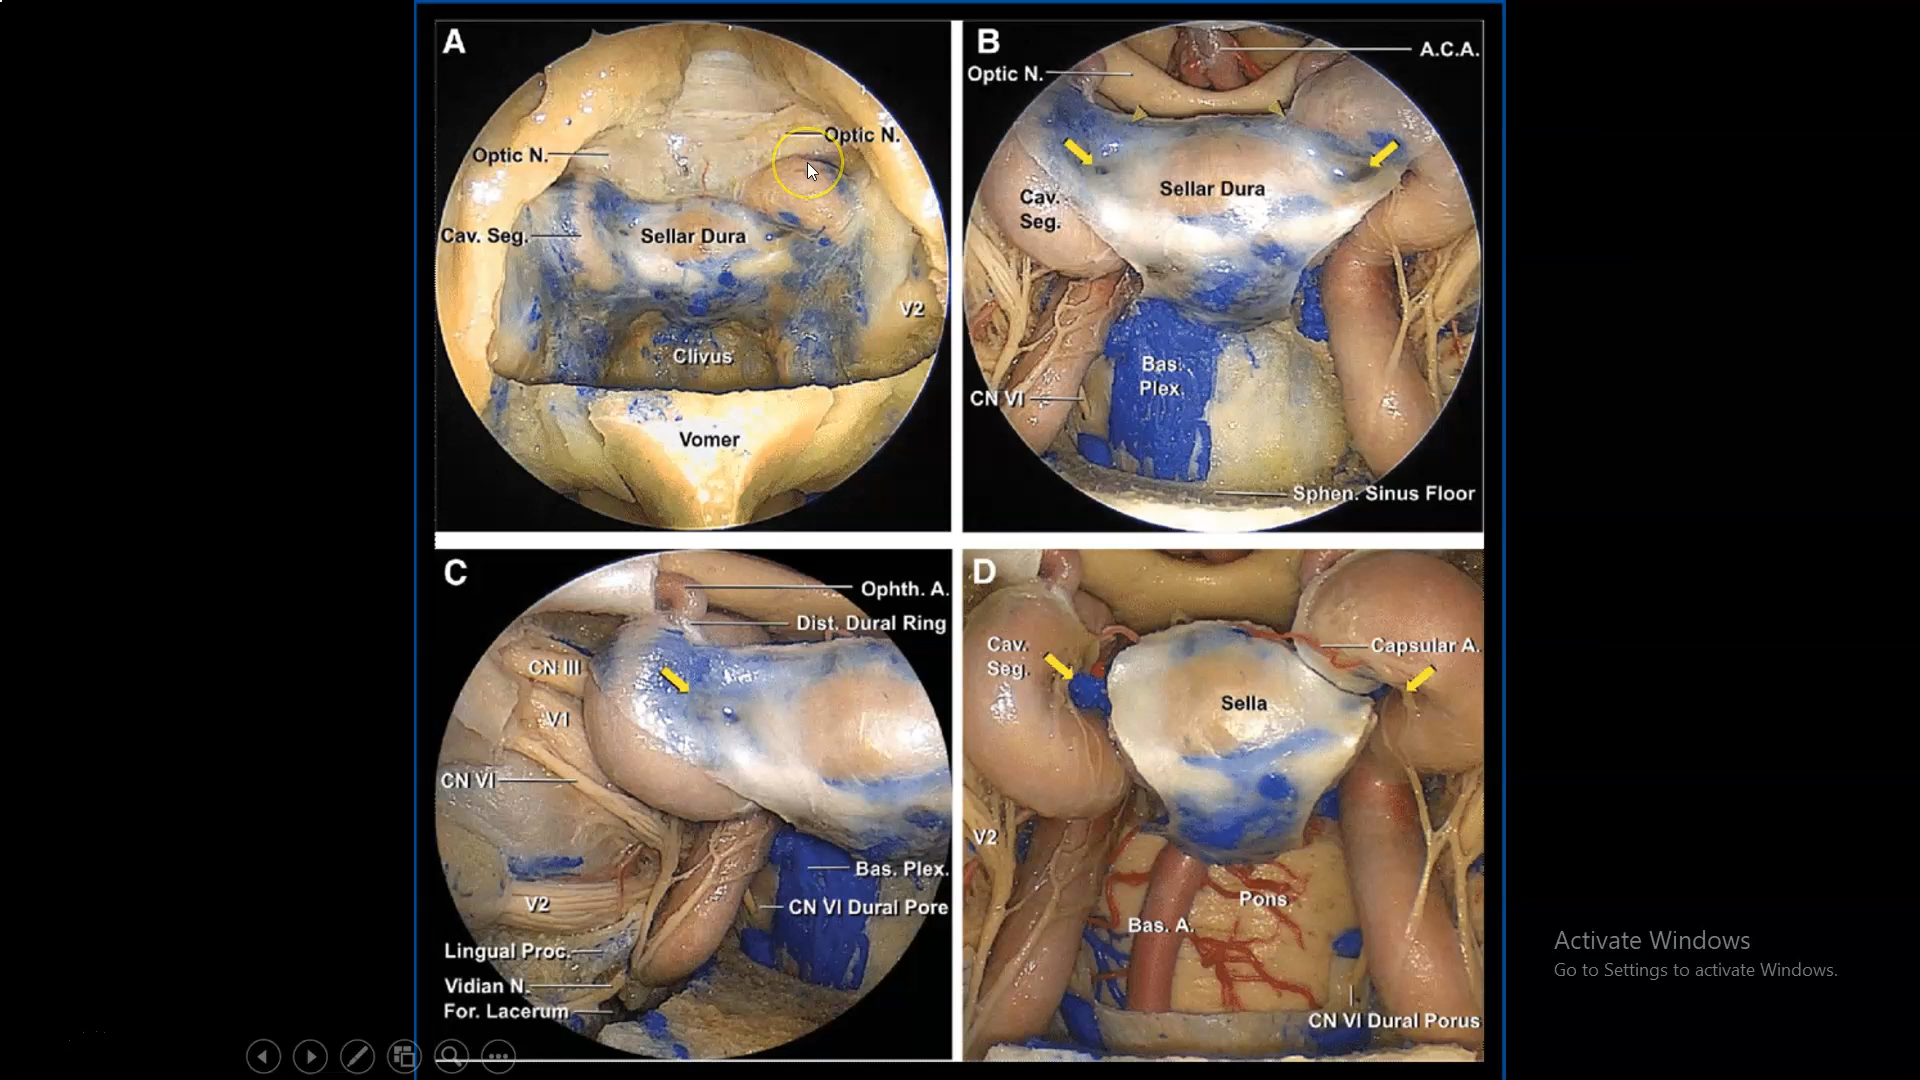 A
Optic N.
Optic N.
Cav. Seg.
Sellar Dura
V2
Clivus
Vomer
B
A.C.A.
Optic N.
Sellar Dura
Cav.
Seg.
Bas.
Plex.
CN VI
Sphen. Sinus Floor
C
Ophth. A.
Dist. Dural Ring
CN III
V1
CN VI
Bas. Plex.
V2
CN VI Dural Pore
Lingual Proc.
Vidian N.
For. Lacerum
D
Cav.
Seg.
Capsular A.
Sella
V2
Pons
Bas. A.
CN VI Dural Porus
Activate Windows
Go to Settings to activate Windows.